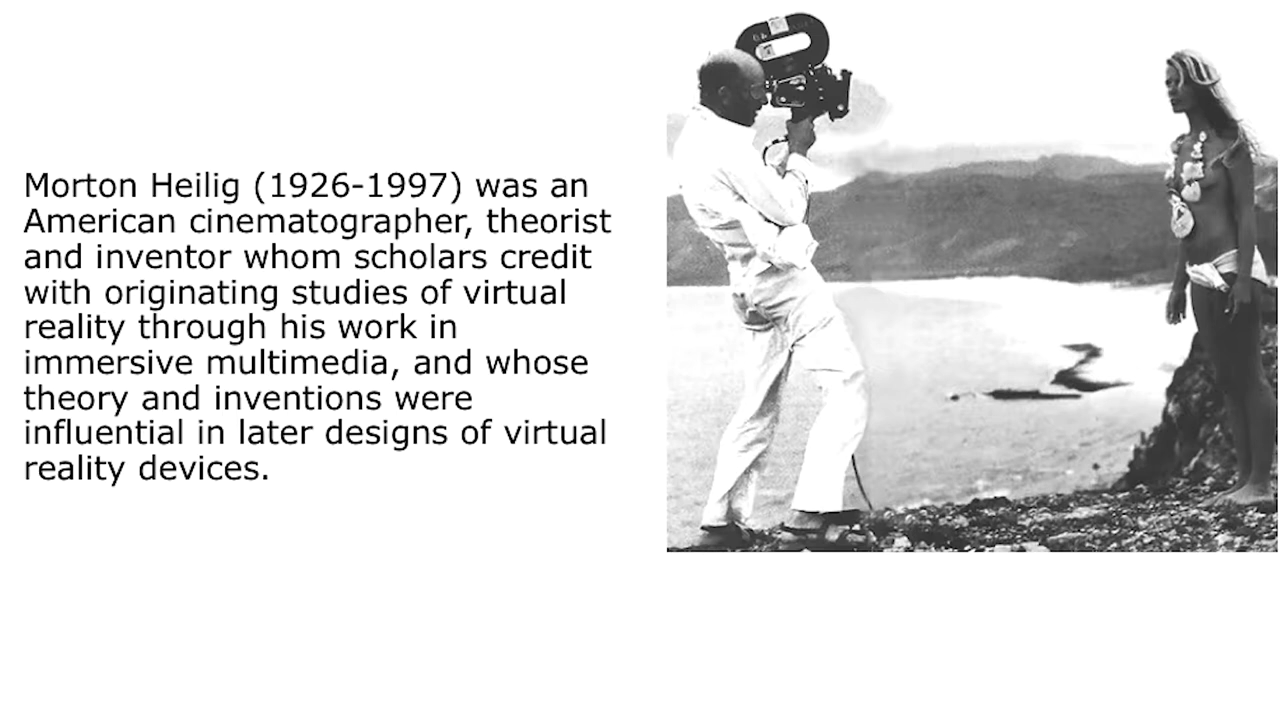 Morton Heilig (1926-1997) was an
American cinematographer, theorist
and inventor whom scholars credit
with originating studies of virtual
reality through his work in
immersive multimedia, and whose
theory and inventions were
influential in later designs of virtual
reality devices.